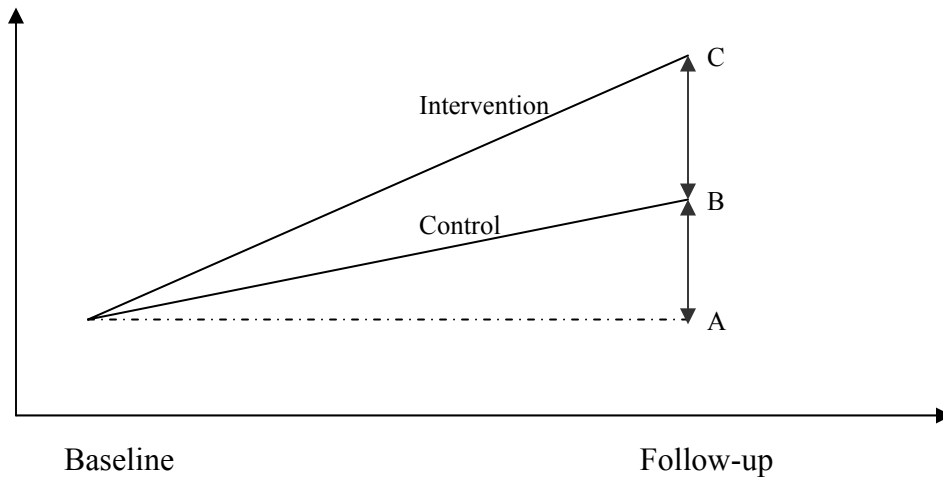 C
Intervention
B
Control
A
Baseline Follow-up